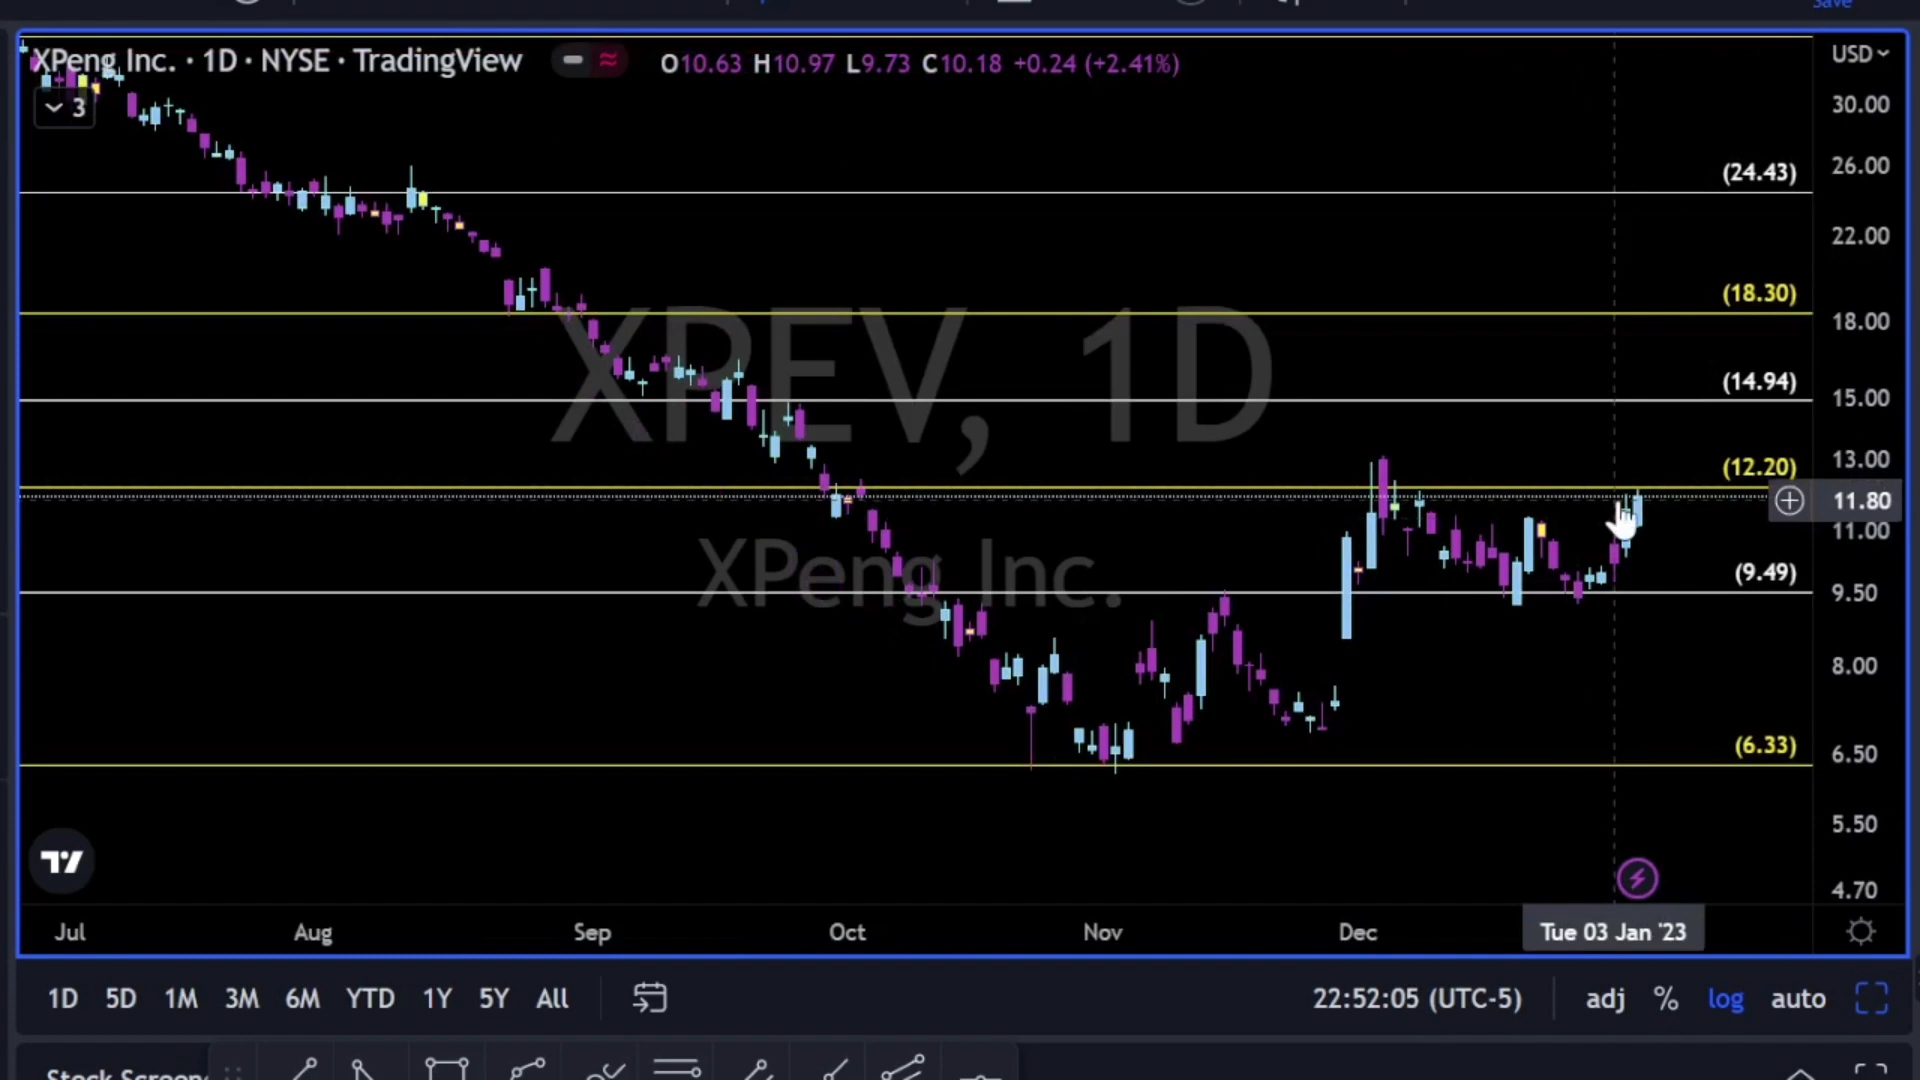 Save
XPeng Inc. · 1D · NYSE · TradingView O10.63 H10.97 L9.73 C10.18 +0.24 (+2.41%)
USD
3
30.00
26.00
(24.43)
22.00
(18.30)
18.00
XPEV, 1D
(14.94)
15.00
(12.20)
13.00
11.80
11.00
XPeng Inc.
(9.49)
9.50
8.00
(6.33)
6.50
5.50
4.70
Jul Aug Sep Oct Nov Dec Tue 03 Jan '23
1D 5D 1M 3M 6M YTD 1Y 5Y All 22:52:05 (UTC-5) adj % log auto
Stock Screener